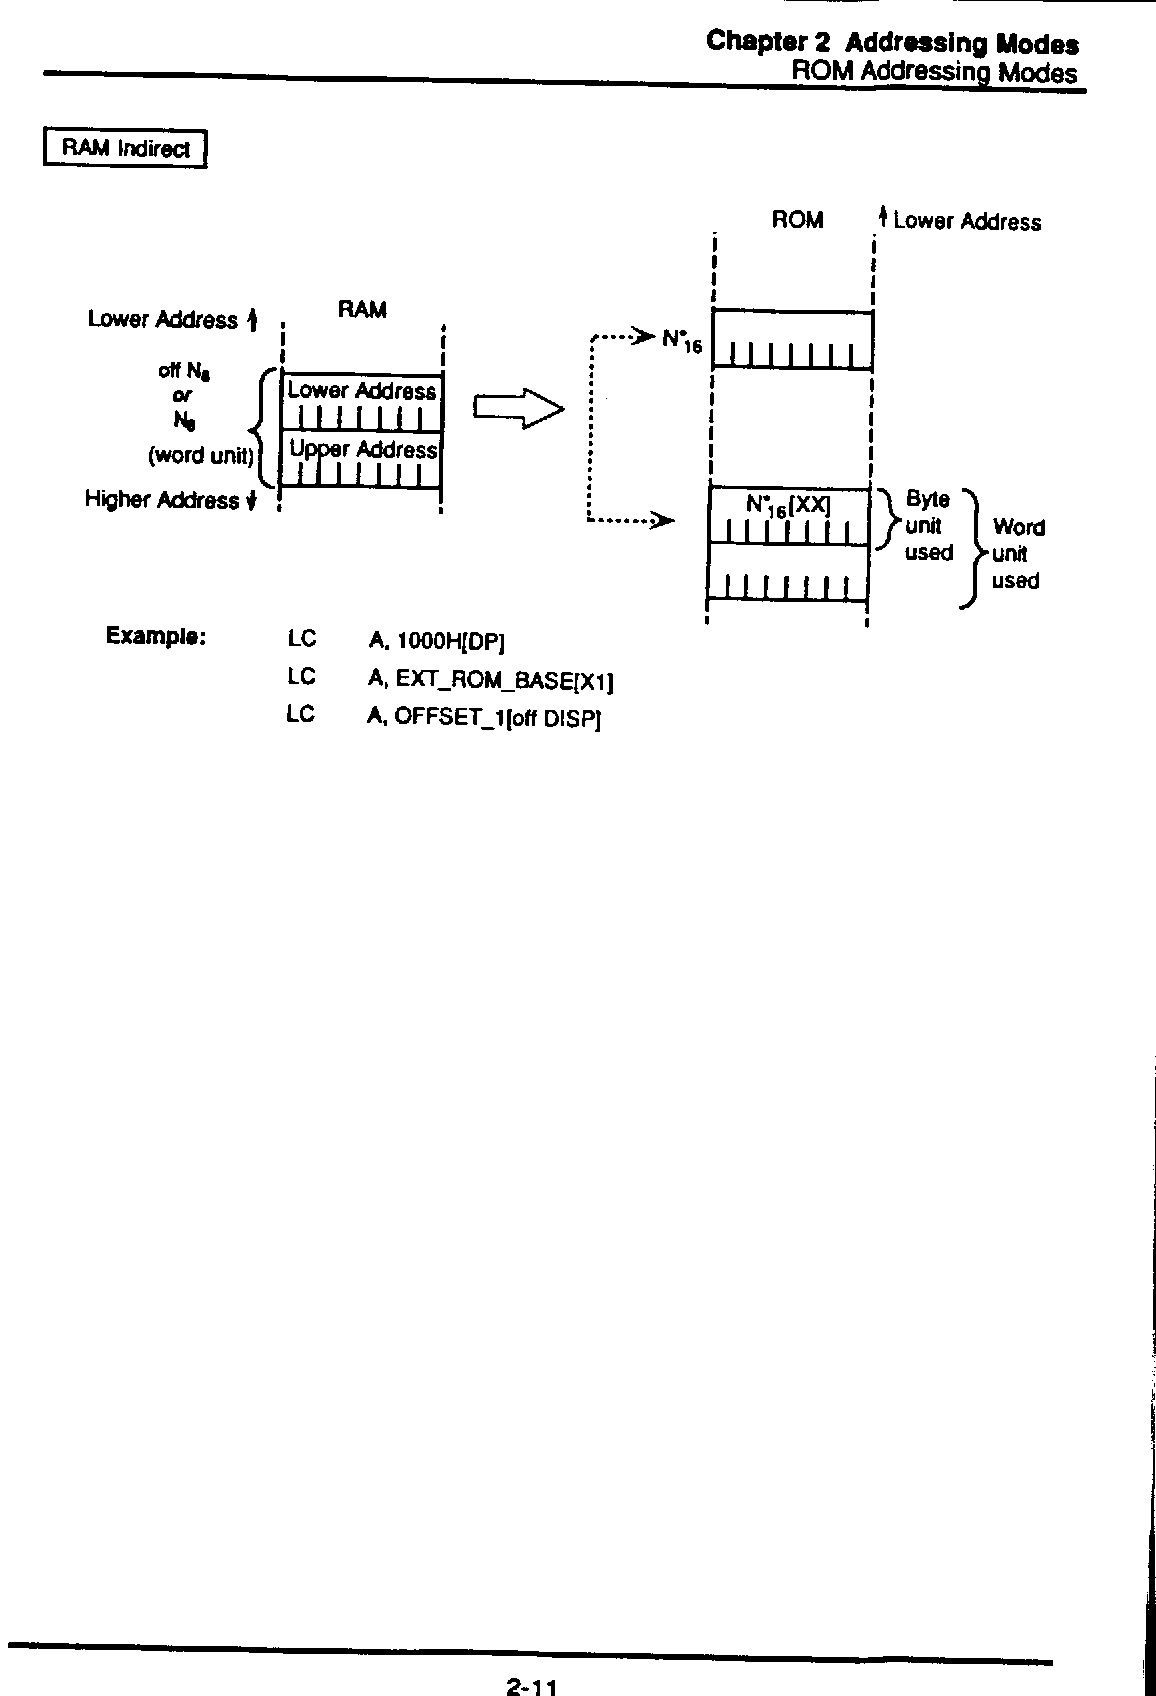 Chapter 2 Addressing Modes
ROM Addressing Modes
RAM Indirect
ROM
Lower Address
RAM
Lower Address
N*16
off N8
or
N8
(word unit)
Lower Address
Upper Address
Higher Address
N*16[XX]
Byte
unit
used
Word
unit
used
Example: LC A, 1000H[DP]
LC A, EXT_ROM_BASE[X1]
LC A, OFFSET_1[off DISP]
2-11